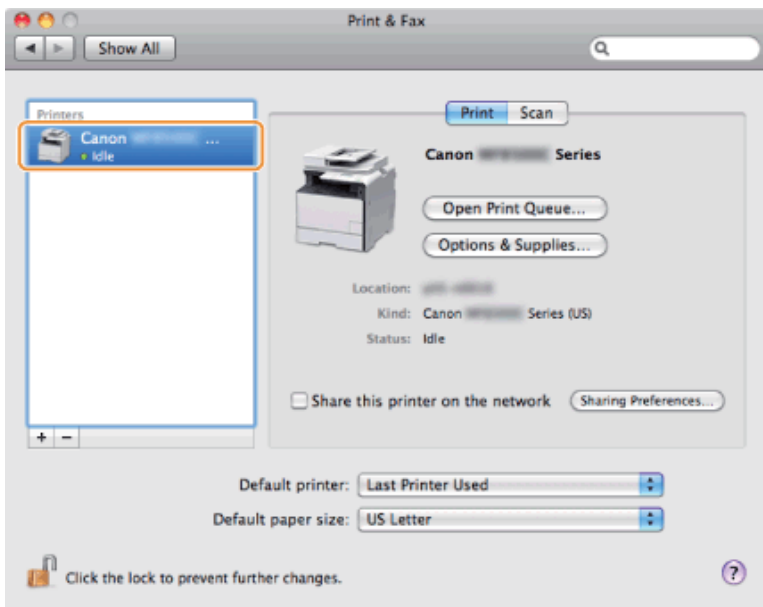 Print & Fax
Show All
Printers
Canon ...
Idle
Print Scan
Canon Series
Open Print Queue...
Options & Supplies...
Location:
Kind: Canon Series (US)
Status: Idle
Share this printer on the network Sharing Preferences...
+ −
Default printer: Last Printer Used
Default paper size: US Letter
Click the lock to prevent further changes. ?